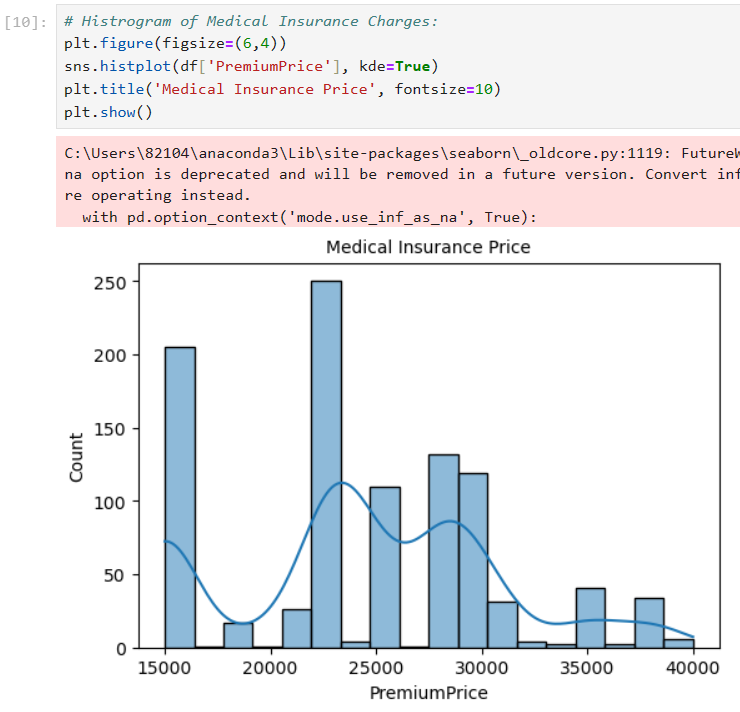 [10]:
# Histrogram of Medical Insurance Charges:
plt.figure(figsize=(6,4))
sns.histplot(df['PremiumPrice'], kde=True)
plt.title('Medical Insurance Price', fontsize=10)
plt.show()
C:\Users\82104\anaconda3\Lib\site-packages\seaborn\_oldcore.py:1119: FutureW
na option is deprecated and will be removed in a future version. Convert inf
re operating instead.
with pd.option_context('mode.use_inf_as_na', True):
Medical Insurance Price
250
200
150
100
50
0
Count
15000 20000 25000 30000 35000 40000
PremiumPrice